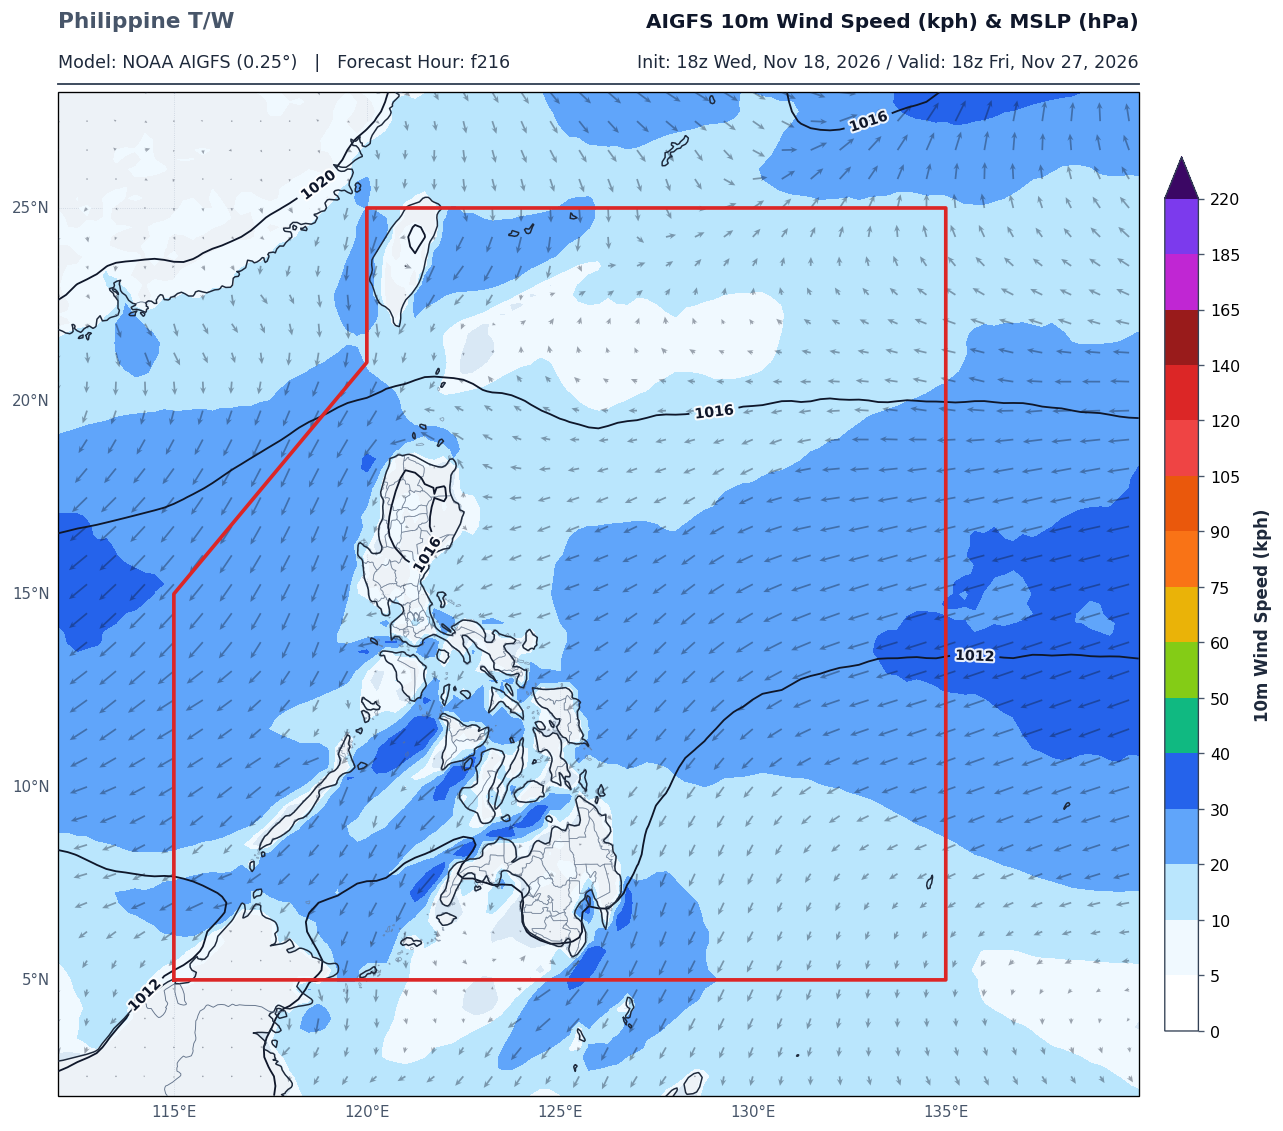 Philippine T/W
AIGFS 10m Wind Speed (kph) & MSLP (hPa)
Model: NOAA AIGFS (0.25°) | Forecast Hour: f216
Init: 18z Wed, Nov 18, 2026 / Valid: 18z Fri, Nov 27, 2026
1016
1020
25°N
20°N
1016
1016
15°N
1012
10°N
5°N
1012
115°E
120°E
125°E
130°E
135°E
220
185
165
140
120
105
90
75
60
50
40
30
20
10
5
0
10m Wind Speed (kph)